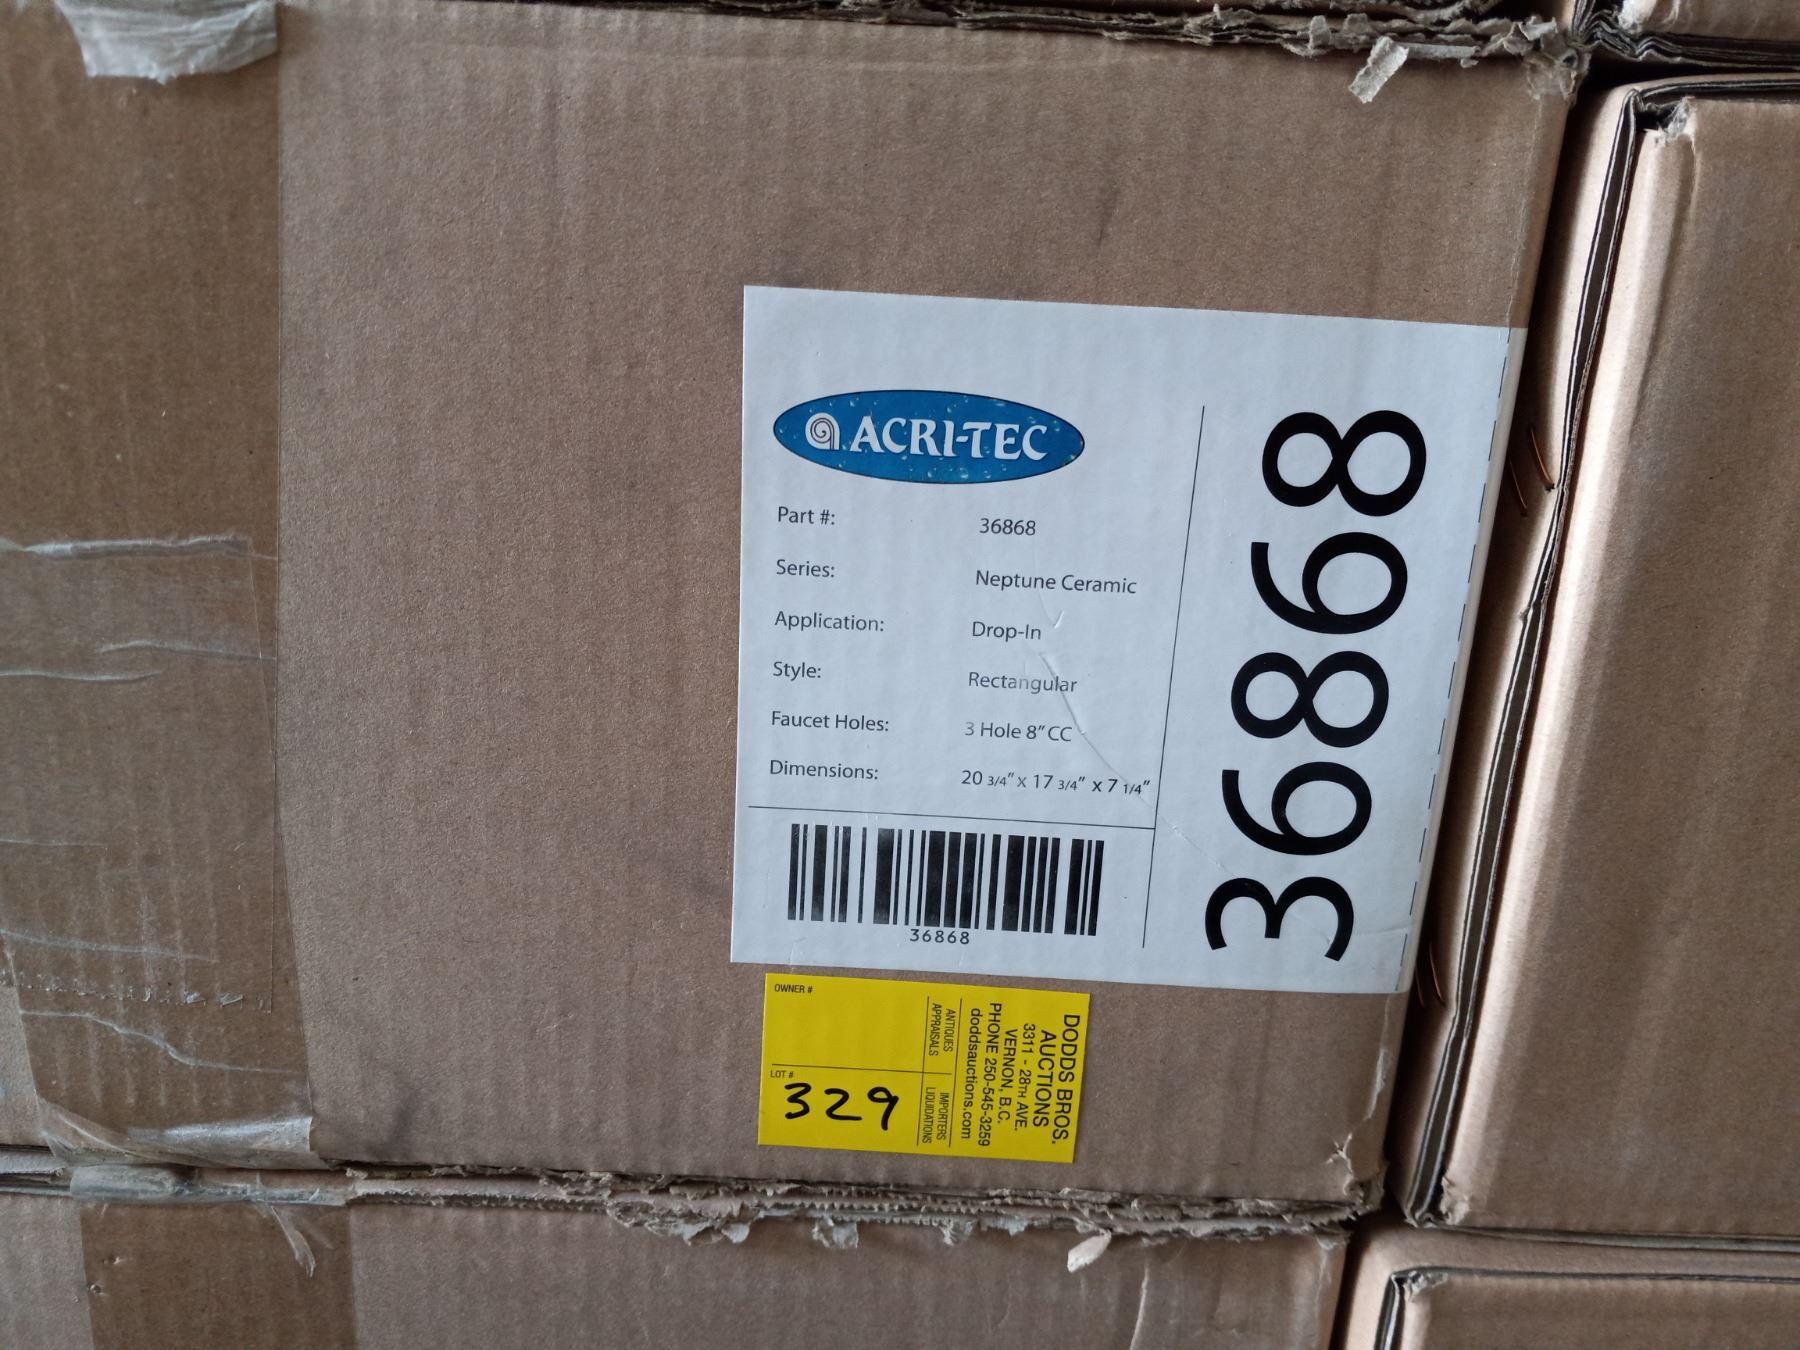 ACRI-TEC
Part #: 36868
Series: Neptune Ceramic
Application: Drop-In
Style: Rectangular
Faucet Holes: 3 Hole 8" CC
Dimensions: 20 3/4" x 17 3/4" x 7 1/4"
36868
36868
OWNER #
LOT #
329
DODDS BROS.
AUCTIONS
3311 - 28TH AVE.
VERNON, B.C.
PHONE 250-545-3259
doddsauctions.com
ANTIQUES IMPORTERS
APPRAISALS LIQUIDATIONS